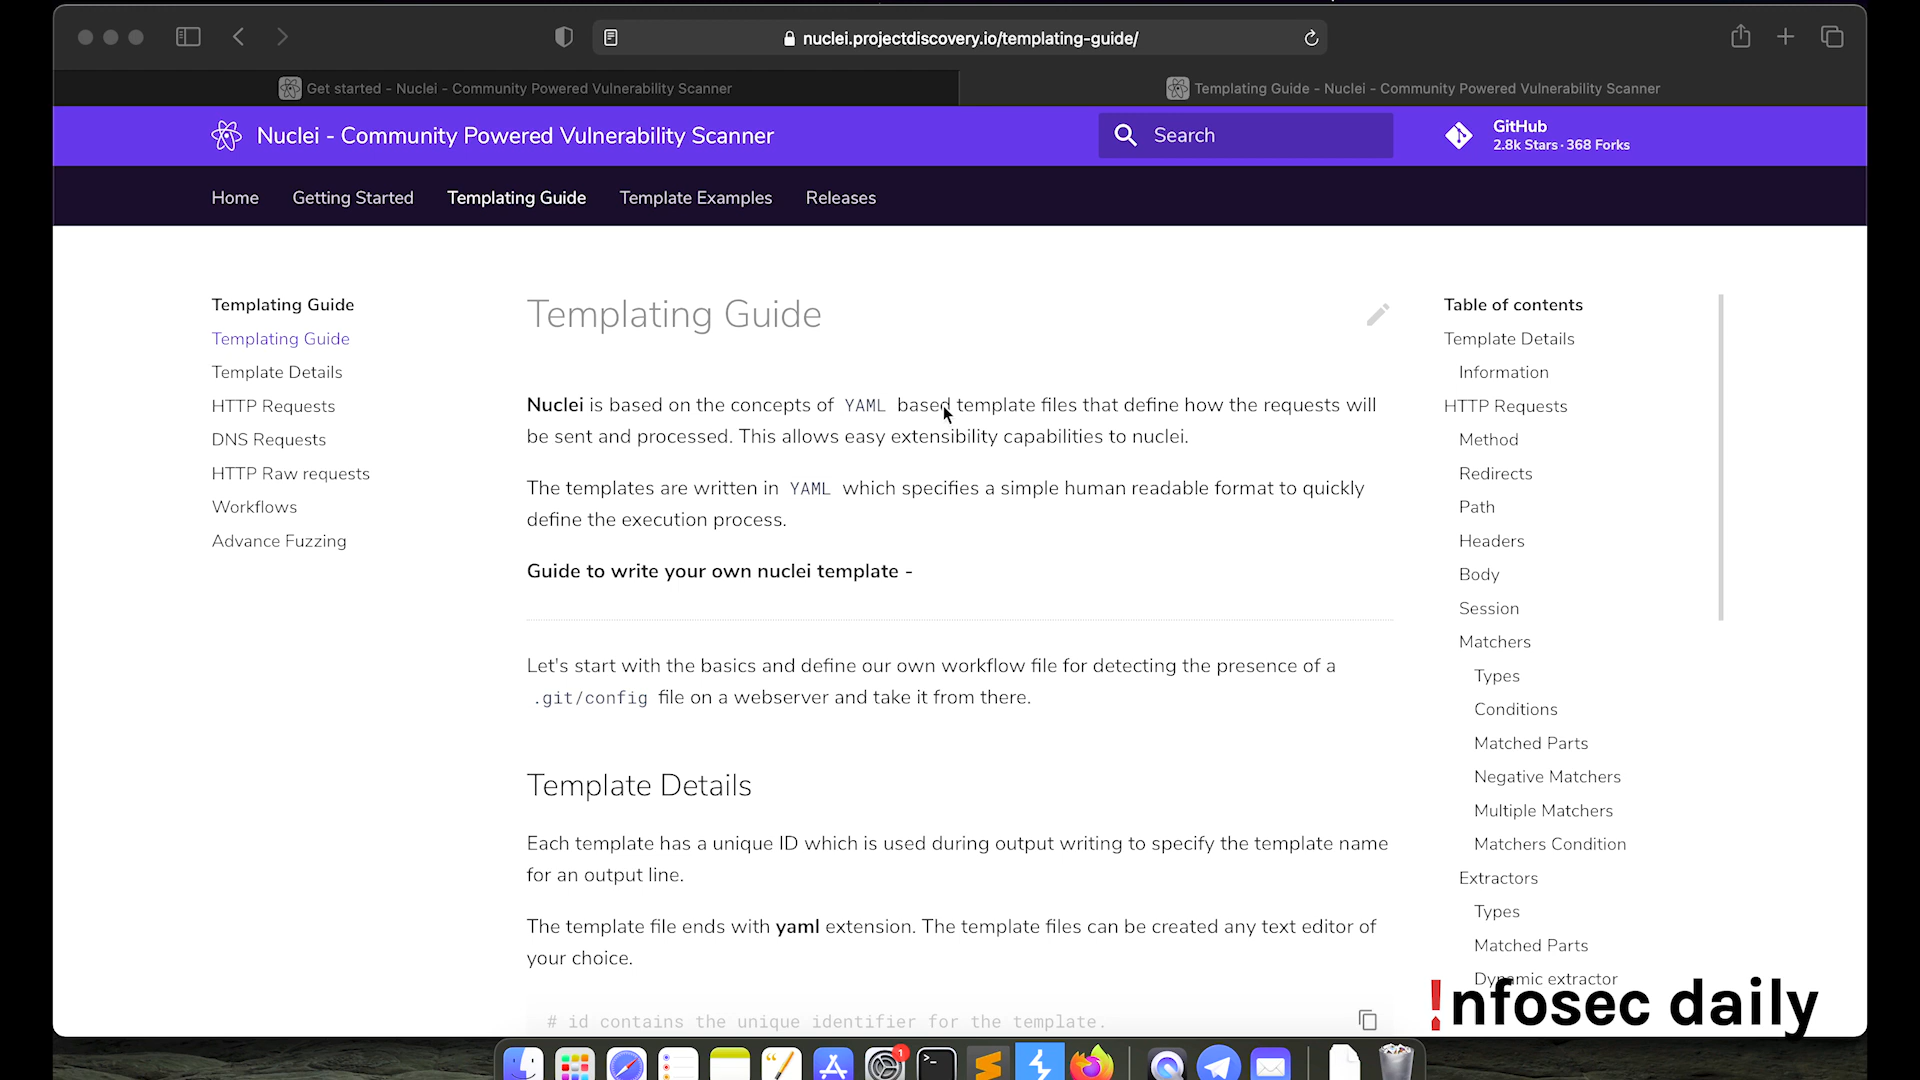 nuclei.projectdiscovery.io/templating-guide/
Get started - Nuclei - Community Powered Vulnerability Scanner
Templating Guide - Nuclei - Community Powered Vulnerability Scanner
Nuclei - Community Powered Vulnerability Scanner
Search
GitHub
2.8k Stars · 368 Forks
Home
Getting Started
Templating Guide
Template Examples
Releases
Templating Guide
Templating Guide
Template Details
HTTP Requests
DNS Requests
HTTP Raw requests
Workflows
Advance Fuzzing
Templating Guide
Nuclei is based on the concepts of YAML based template files that define how the requests will
be sent and processed. This allows easy extensibility capabilities to nuclei.
The templates are written in YAML which specifies a simple human readable format to quickly
define the execution process.
Guide to write your own nuclei template -
Let's start with the basics and define our own workflow file for detecting the presence of a
.git/config file on a webserver and take it from there.
Template Details
Each template has a unique ID which is used during output writing to specify the template name
for an output line.
The template file ends with yaml extension. The template files can be created any text editor of
your choice.
# id contains the unique identifier for the template.
Table of contents
Template Details
Information
HTTP Requests
Method
Redirects
Path
Headers
Body
Session
Matchers
Types
Conditions
Matched Parts
Negative Matchers
Multiple Matchers
Matchers Condition
Extractors
Types
Matched Parts
Dynamic extractor
!nfosec daily
1